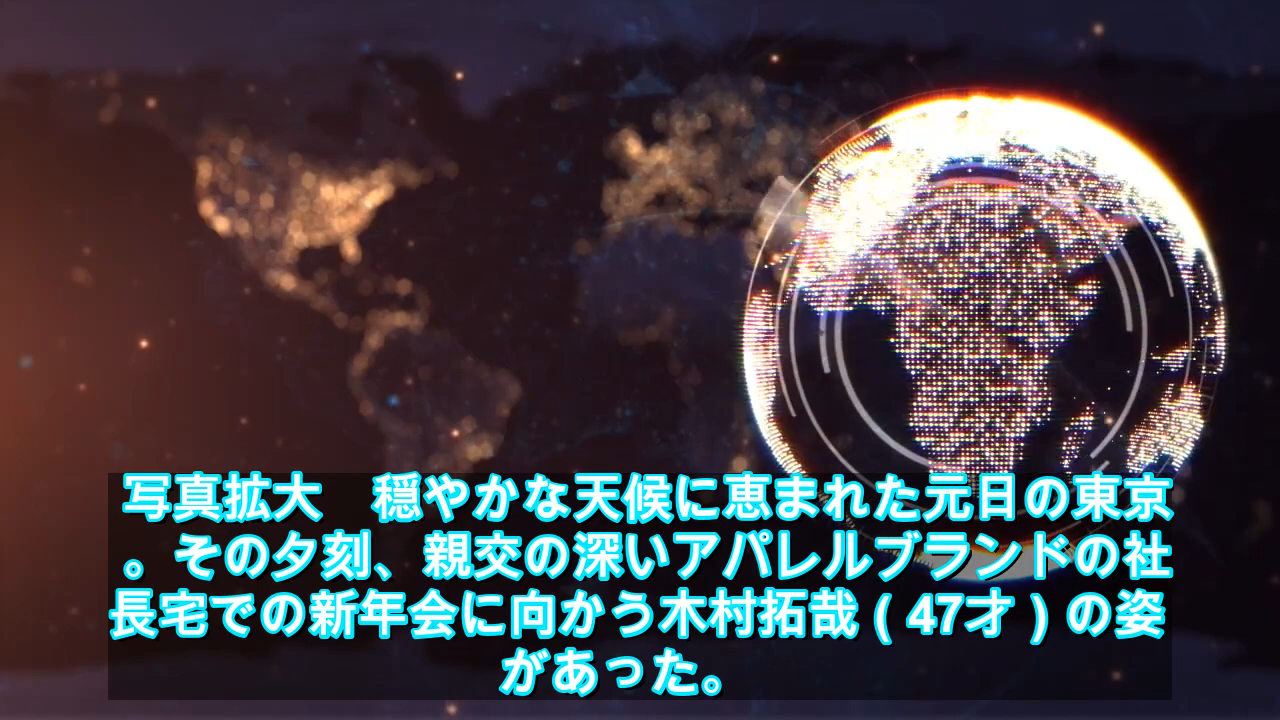 写真拡大　穏やかな天候に恵まれた元日の東京
。その夕刻、親交の深いアパレルブランドの社
長宅での新年会に向かう木村拓哉(47才)の姿
があった。